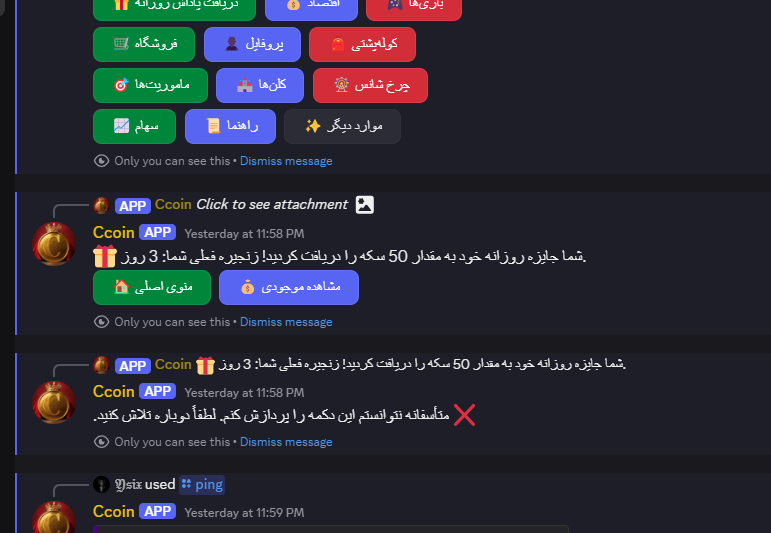 🎁 دریافت پاداش روزانه 💰 اقتصاد 🎮 بازی‌ها
🛒 فروشگاه 👤 پروفایل 🎒 کوله‌پشتی
🎯 ماموریت‌ها 🏰 کلن‌ها 🎡 چرخ شانس
📈 سهام 📜 راهنما ✨ موارد دیگر
Only you can see this • Dismiss message
APP Ccoin Click to see attachment
Ccoin APP Yesterday at 11:58 PM
🎁 شما جایزه روزانه خود به مقدار 50 سکه را دریافت کردید! زنجیره فعلی شما: 3 روز.
🏠 منوی اصلی 💰 مشاهده موجودی
Only you can see this • Dismiss message
APP Ccoin 🎁 شما جایزه روزانه خود به مقدار 50 سکه را دریافت کردید! زنجیره فعلی شما: 3 روز.
Ccoin APP Yesterday at 11:58 PM
❌ متأسفانه نتوانستم این دکمه را پردازش کنم. لطفاً دوباره تلاش کنید.
Only you can see this • Dismiss message
used ping
Ccoin APP Yesterday at 11:59 PM